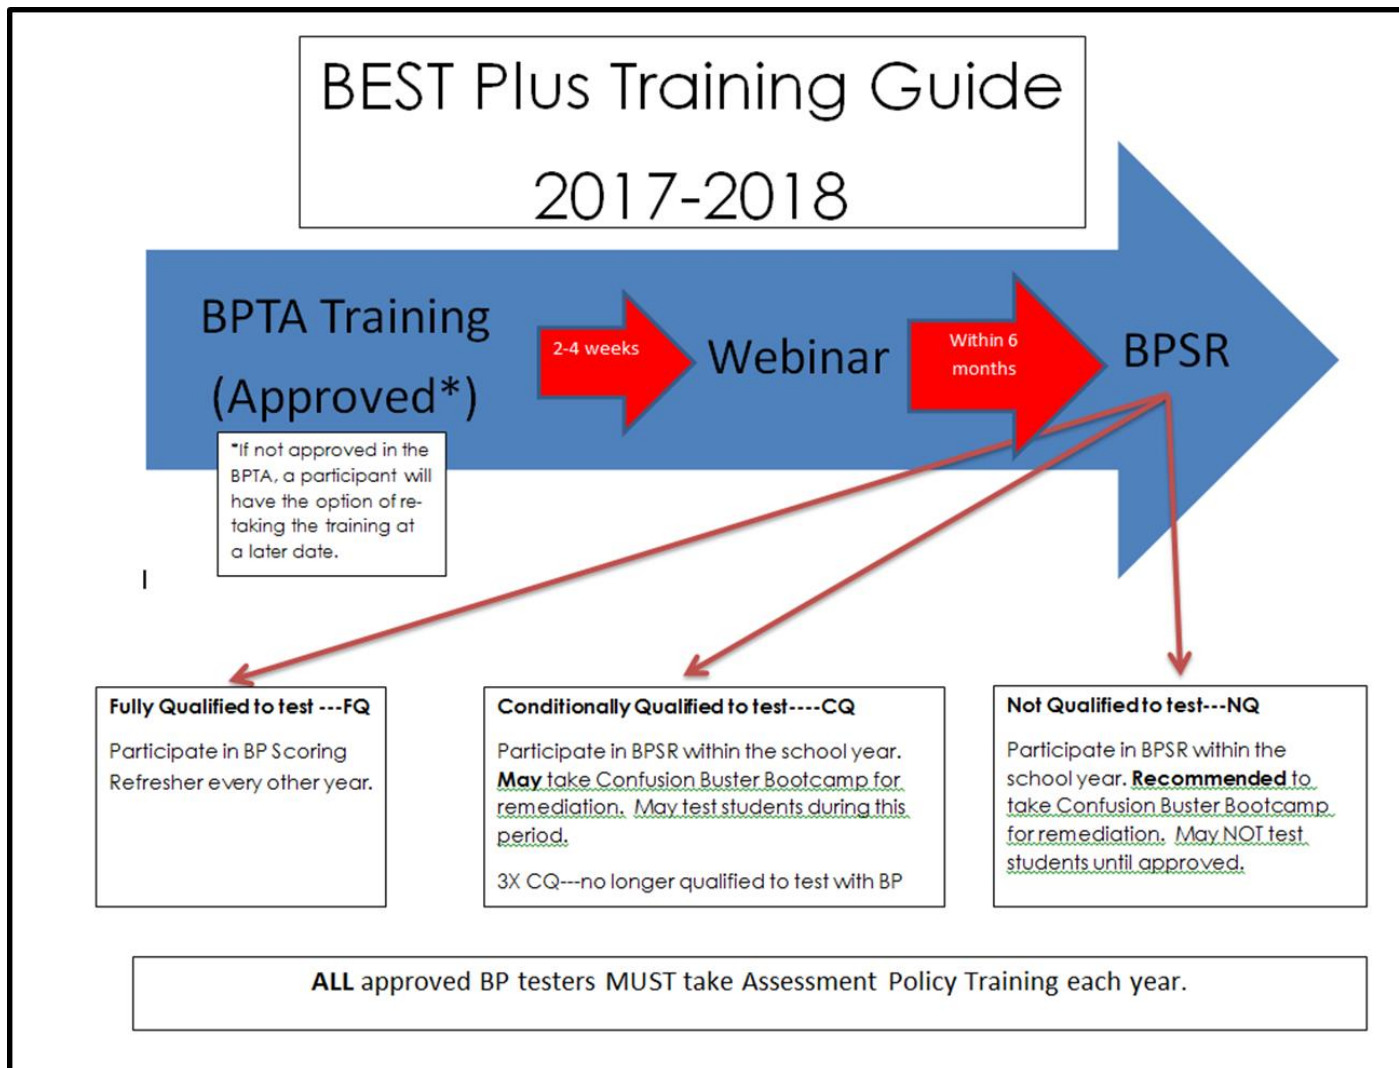 BEST Plus Training Guide
2017-2018
BPTA Training
(Approved*)
2-4 weeks
Webinar
Within 6
months
BPSR
*If not approved in the
BPTA, a participant will
have the option of re-
taking the training at
a later date.
Fully Qualified to test ---FQ
Participate in BP Scoring
Refresher every other year.
Conditionally Qualified to test----CQ
Participate in BPSR within the school year.
May take Confusion Buster Bootcamp for
remediation.  May test students during this
period.
3X CQ---no longer qualified to test with BP
Not Qualified to test---NQ
Participate in BPSR within the
school year. Recommended to
take Confusion Buster Bootcamp
for remediation.  May NOT test
students until approved.
ALL approved BP testers MUST take Assessment Policy Training each year.